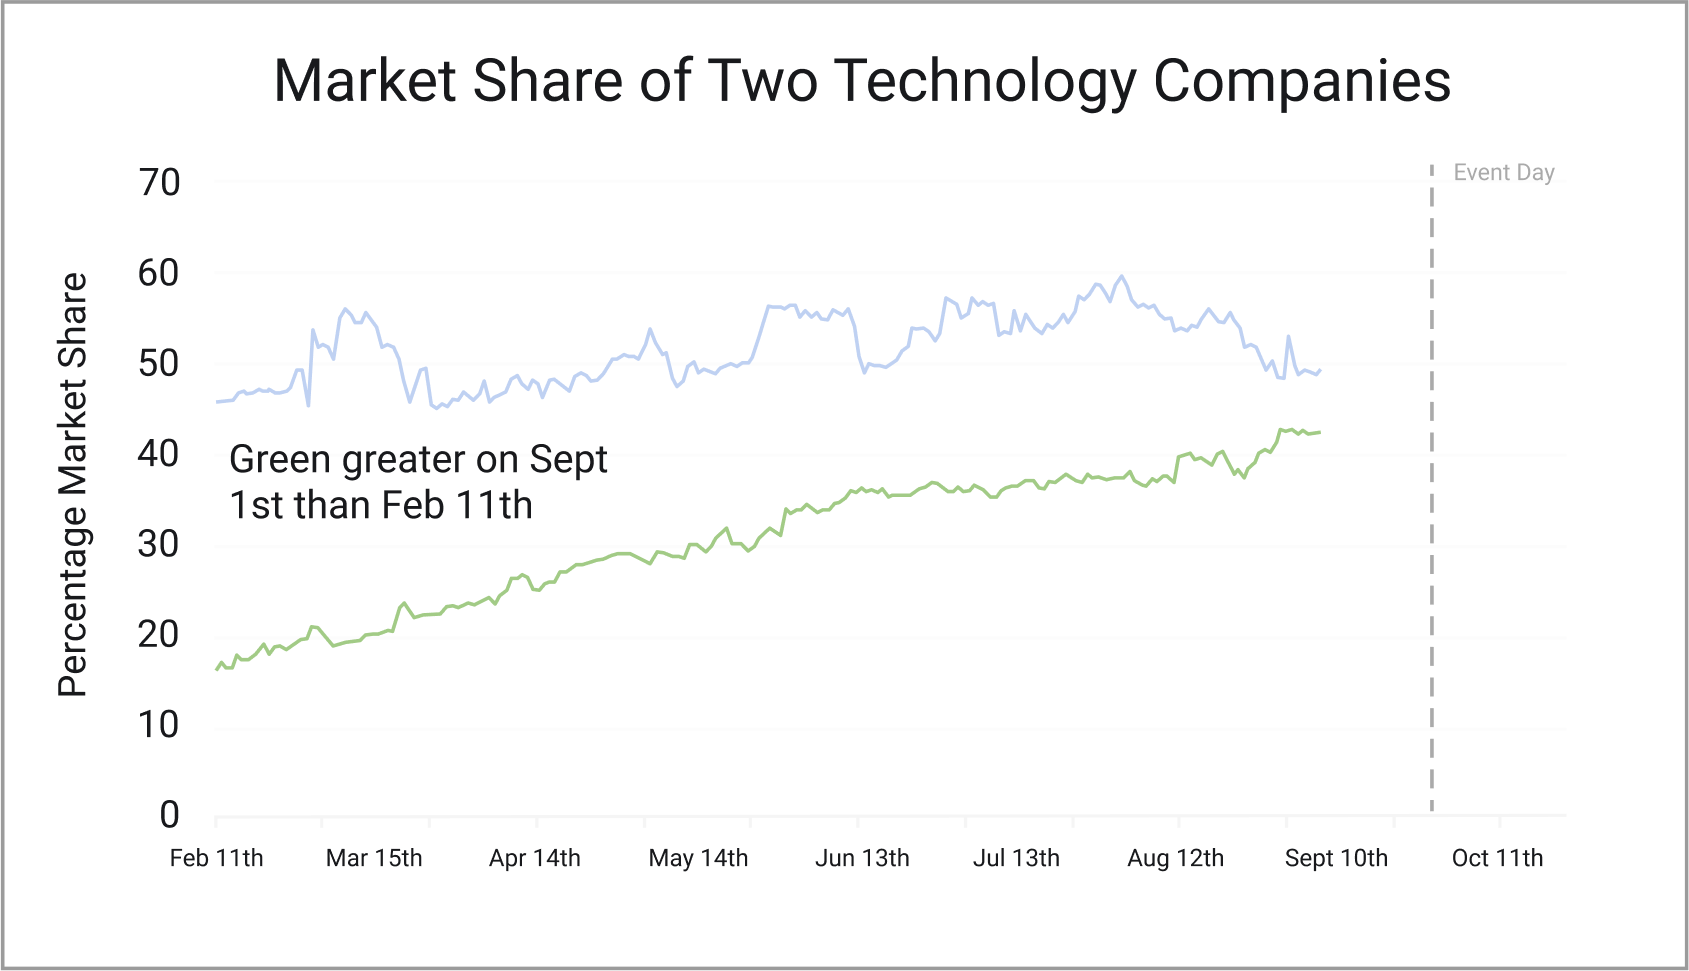 Market Share of Two Technology Companies
Event Day
Percentage Market Share
70
60
50
40
30
20
10
0
Green greater on Sept
1st than Feb 11th
Feb 11th Mar 15th Apr 14th May 14th Jun 13th Jul 13th Aug 12th Sept 10th Oct 11th